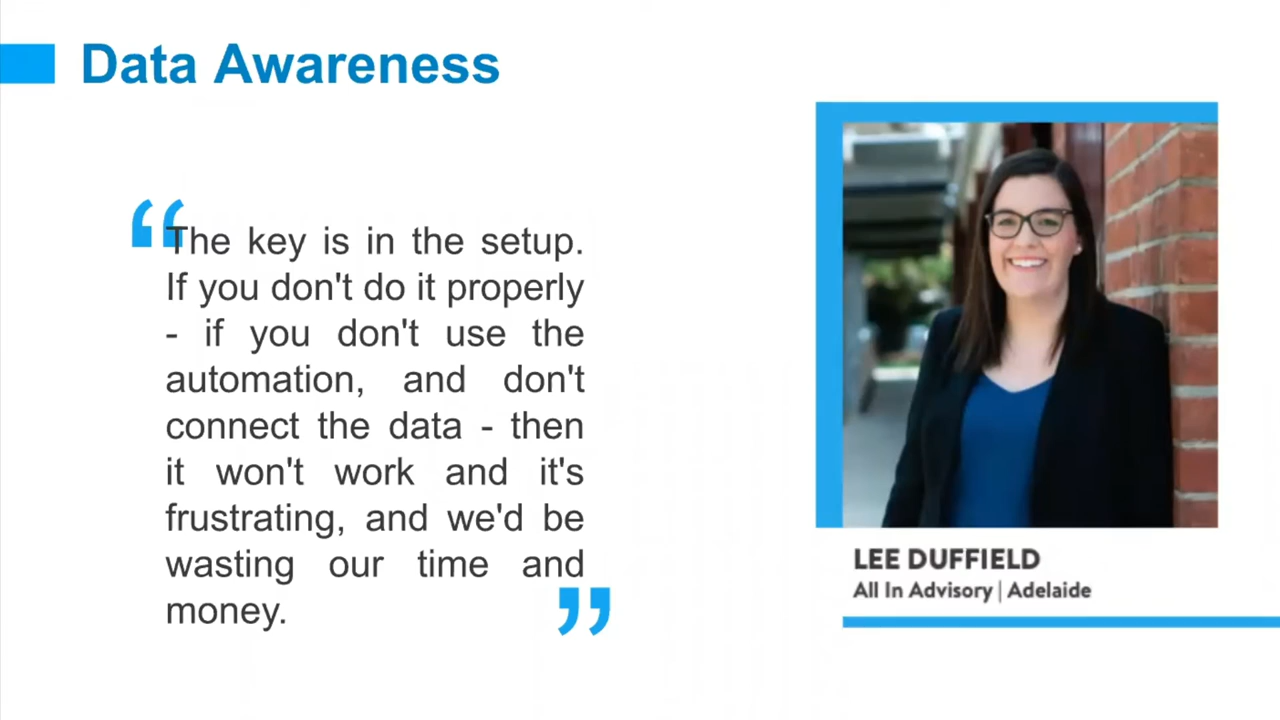 Data Awareness
“The key is in the setup.
If you don't do it properly
- if you don't use the
automation, and don't
connect the data - then
it won't work and it's
frustrating, and we'd be
wasting our time and
money.”
LEE DUFFIELD
All In Advisory | Adelaide